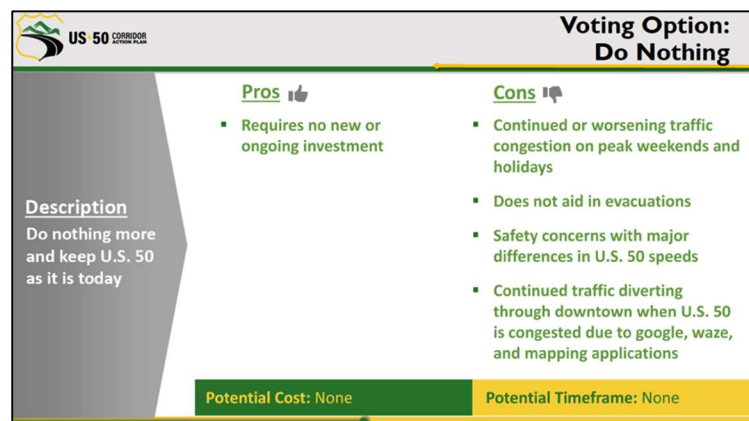 US 50 CORRIDOR
ACTION PLAN
Voting Option:
Do Nothing
Description
Do nothing more
and keep U.S. 50
as it is today
Pros
▪ Requires no new or
ongoing investment
Cons
▪ Continued or worsening traffic
congestion on peak weekends and
holidays
▪ Does not aid in evacuations
▪ Safety concerns with major
differences in U.S. 50 speeds
▪ Continued traffic diverting
through downtown when U.S. 50
is congested due to google, waze,
and mapping applications
Potential Cost: None
Potential Timeframe: None